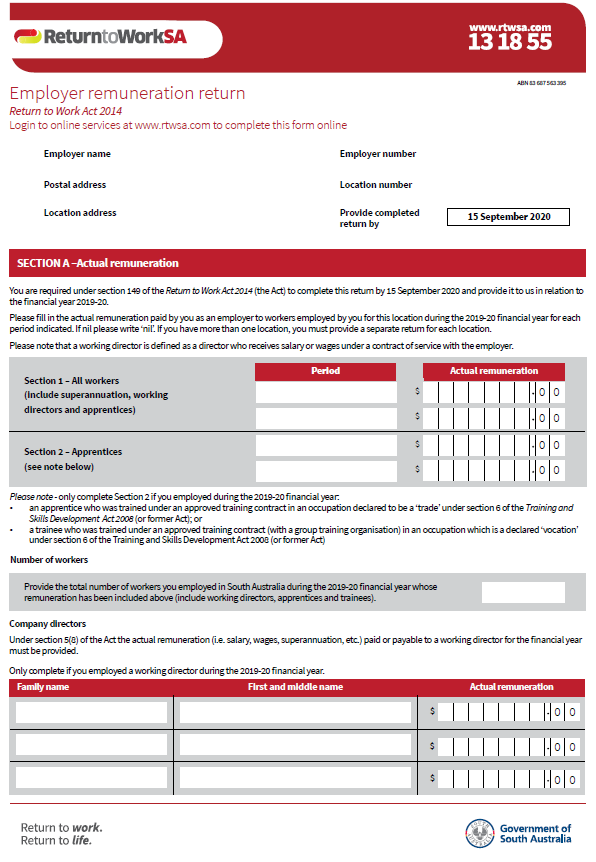 ReturntoWorkSA
www.rtwsa.com
13 18 55
ABN 83 687 563 395
Employer remuneration return
Return to Work Act 2014
Login to online services at www.rtwsa.com to complete this form online
Employer name
Employer number
Postal address
Location number
Location address
Provide completed
return by
15 September 2020
SECTION A –Actual remuneration
You are required under section 149 of the Return to Work Act 2014 (the Act) to complete this return by 15 September 2020 and provide it to us in relation to
the financial year 2019-20.
Please fill in the actual remuneration paid by you as an employer to workers employed by you for this location during the 2019-20 financial year for each
period indicated. If nil please write ‘nil’. If you have more than one location, you must provide a separate return for each location.
Please note that a working director is defined as a director who receives salary or wages under a contract of service with the employer.
Period
Actual remuneration
Section 1 – All workers
(include superannuation, working
directors and apprentices)
$ .00
$ .00
Section 2 – Apprentices
(see note below)
$ .00
$ .00
Please note - only complete Section 2 if you employed during the 2019-20 financial year:
• an apprentice who was trained under an approved training contract in an occupation declared to be a ‘trade’ under section 6 of the Training and
Skills Development Act 2008 (or former Act); or
• a trainee who was trained under an approved training contract (with a group training organisation) in an occupation which is a declared ‘vocation’
under section 6 of the Training and Skills Development Act 2008 (or former Act)
Number of workers
Provide the total number of workers you employed in South Australia during the 2019-20 financial year whose
remuneration has been included above (include working directors, apprentices and trainees).
Company directors
Under section 5(8) of the Act the actual remuneration (i.e. salary, wages, superannuation, etc.) paid or payable to a working director for the financial year
must be provided.
Only complete if you employed a working director during the 2019-20 financial year.
Family name
First and middle name
Actual remuneration
$ .00
$ .00
$ .00
Return to work.
Return to life.
Government of
South Australia